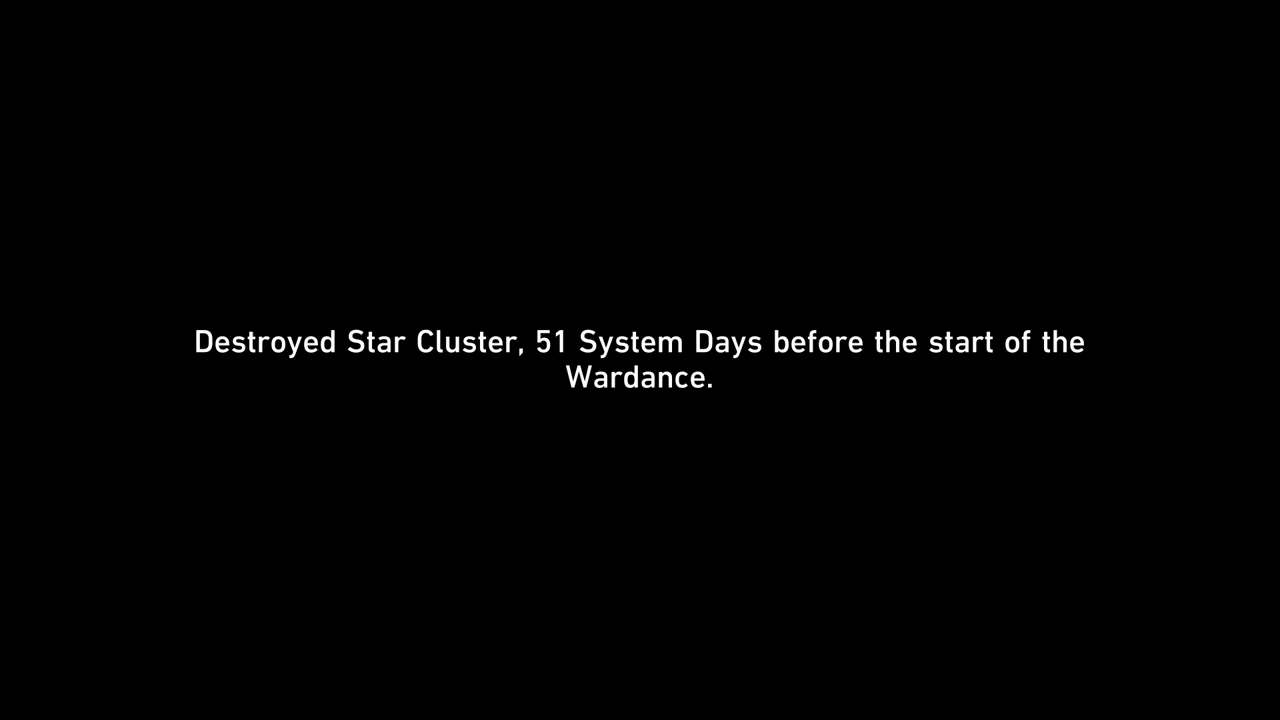 Destroyed Star Cluster, 51 System Days before the start of the
Wardance.